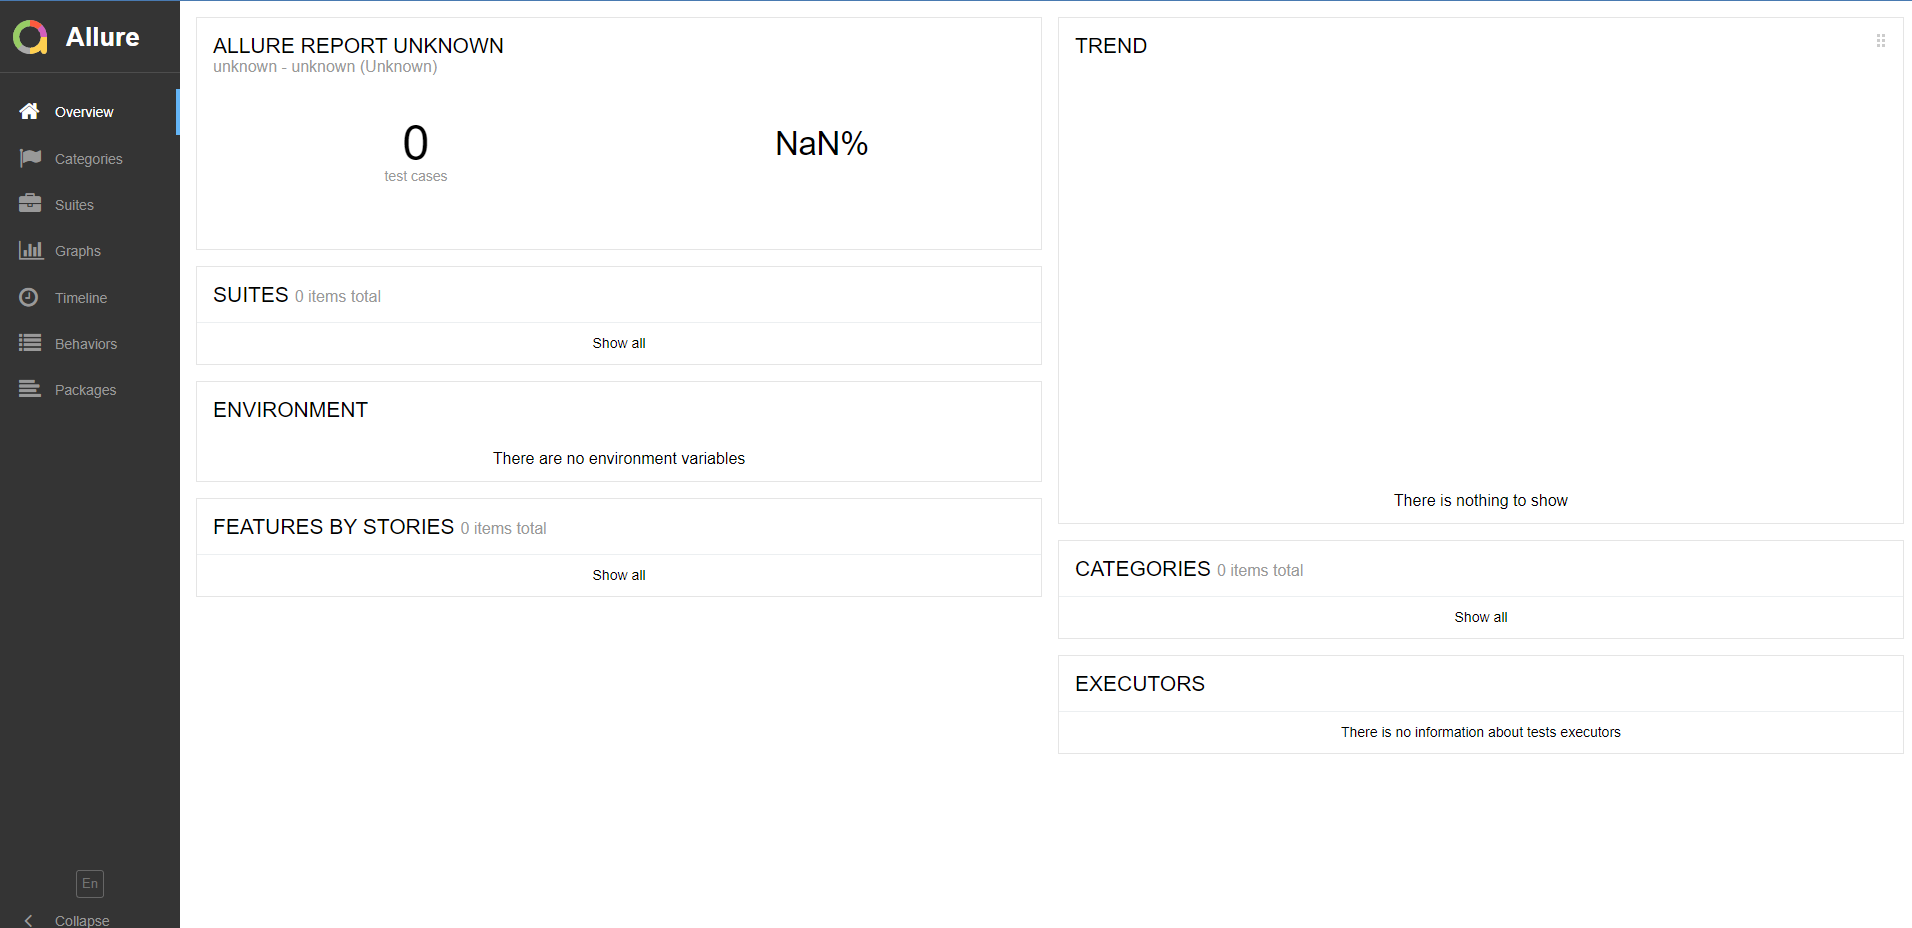 Allure
Overview
Categories
Suites
Graphs
Timeline
Behaviors
Packages
En
Collapse
ALLURE REPORT UNKNOWN
unknown - unknown (Unknown)
0
test cases
NaN%
SUITES 0 items total
Show all
ENVIRONMENT
There are no environment variables
FEATURES BY STORIES 0 items total
Show all
TREND
There is nothing to show
CATEGORIES 0 items total
Show all
EXECUTORS
There is no information about tests executors